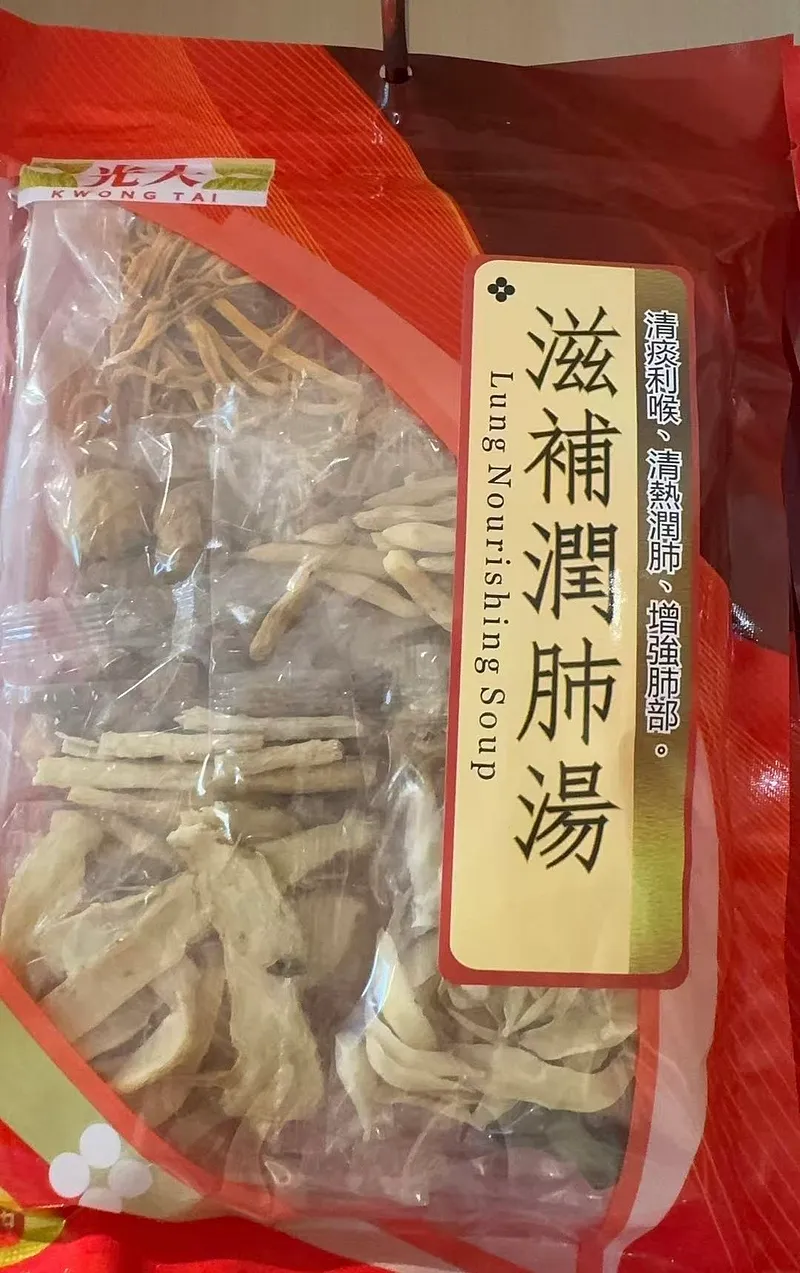 光大
KWONG TAI
滋補潤肺湯
Lung Nourishing Soup
清痰利喉、清熱潤肺、增強肺部。